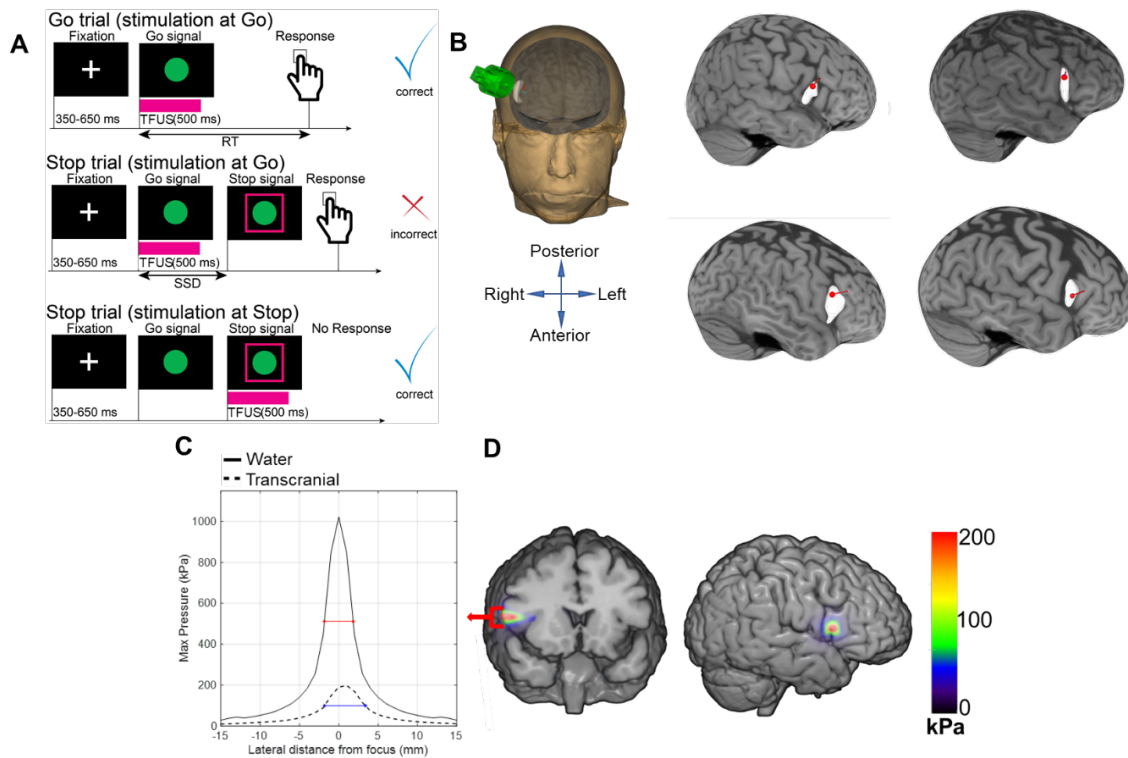 A
Go trial (stimulation at Go)
Fixation
Go signal
Response
correct
350-650 ms
TFUS(500 ms)
RT
Stop trial (stimulation at Go)
Fixation
Go signal
Stop signal
Response
incorrect
350-650 ms
TFUS(500 ms)
SSD
Stop trial (stimulation at Stop)
Fixation
Go signal
Stop signal
No Response
correct
350-650 ms
TFUS(500 ms)
B
Posterior
Right
Left
Anterior
C
Water
Transcranial
Max Pressure (kPa)
1000
800
600
400
200
0
-15
-10
-5
0
5
10
15
Lateral distance from focus (mm)
D
200
100
0
kPa